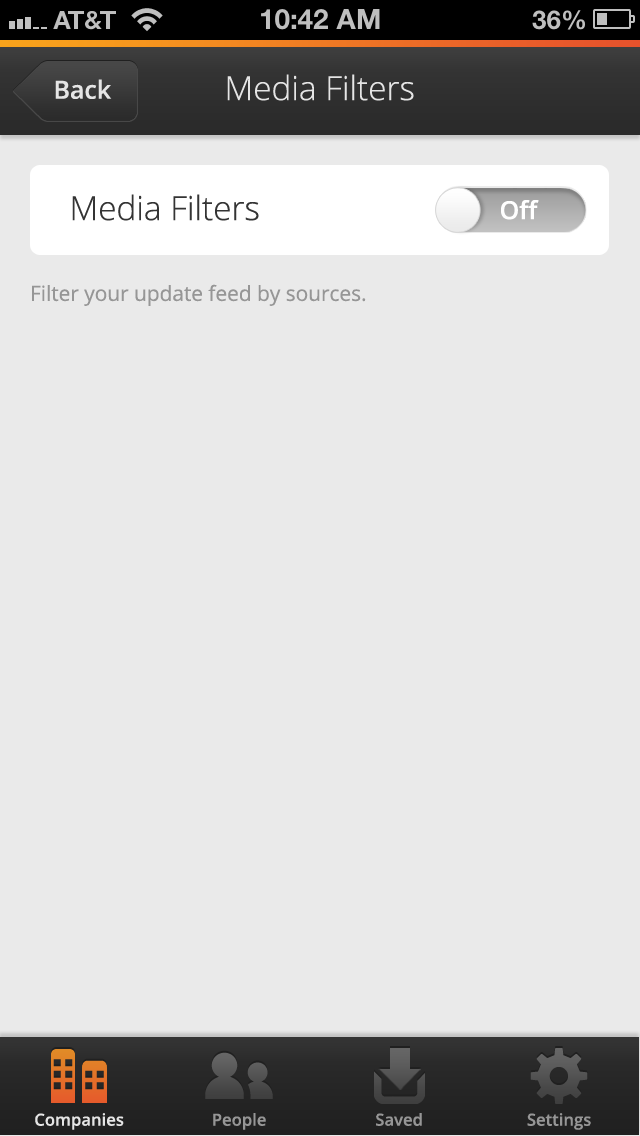 AT&T 10:42 AM 36%
Back Media Filters
Media Filters Off
Filter your update feed by sources.
Companies People Saved Settings